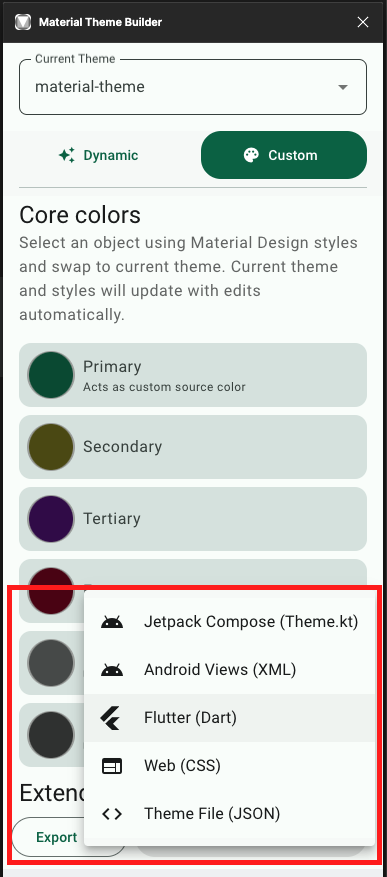 Material Theme Builder
Current Theme
material-theme
Dynamic
Custom
Core colors
Select an object using Material Design styles
and swap to current theme. Current theme
and styles will update with edits
automatically.
Primary
Acts as custom source color
Secondary
Tertiary
Jetpack Compose (Theme.kt)
Android Views (XML)
Flutter (Dart)
Web (CSS)
Theme File (JSON)
Extend
Export